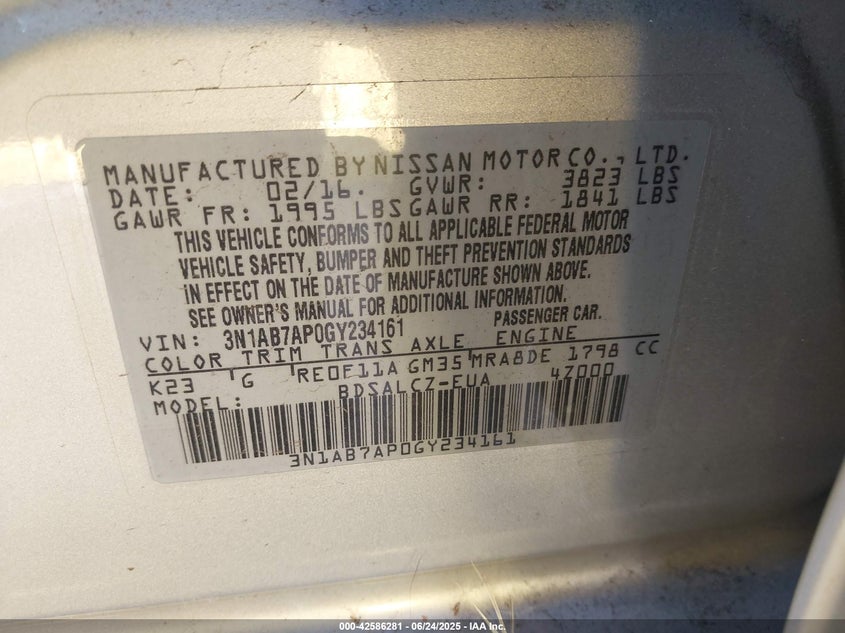 MANUFACTURED BY NISSAN MOTOR CO., LTD.
DATE: 02/16. GVWR: 3823 LBS
GAWR FR: 1995 LBS GAWR RR: 1841 LBS
THIS VEHICLE CONFORMS TO ALL APPLICABLE FEDERAL MOTOR
VEHICLE SAFETY, BUMPER AND THEFT PREVENTION STANDARDS
IN EFFECT ON THE DATE OF MANUFACTURE SHOWN ABOVE.
SEE OWNER'S MANUAL FOR ADDITIONAL INFORMATION.
VIN: 3N1AB7AP0GY234161 PASSENGER CAR.
COLOR TRIM TRANS AXLE ENGINE
K23 G RE0F11A GM35 MRA8DE 1798 CC
MODEL: BDSALCZ-EUA 4Z000
3N1AB7AP0GY234161
000-42586281 - 06/24/2025 - IAA Inc.